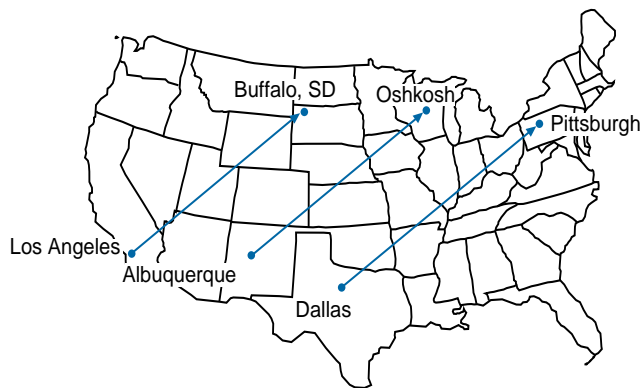 Buffalo, SD
Oshkosh
Pittsburgh
Los Angeles
Albuquerque
Dallas